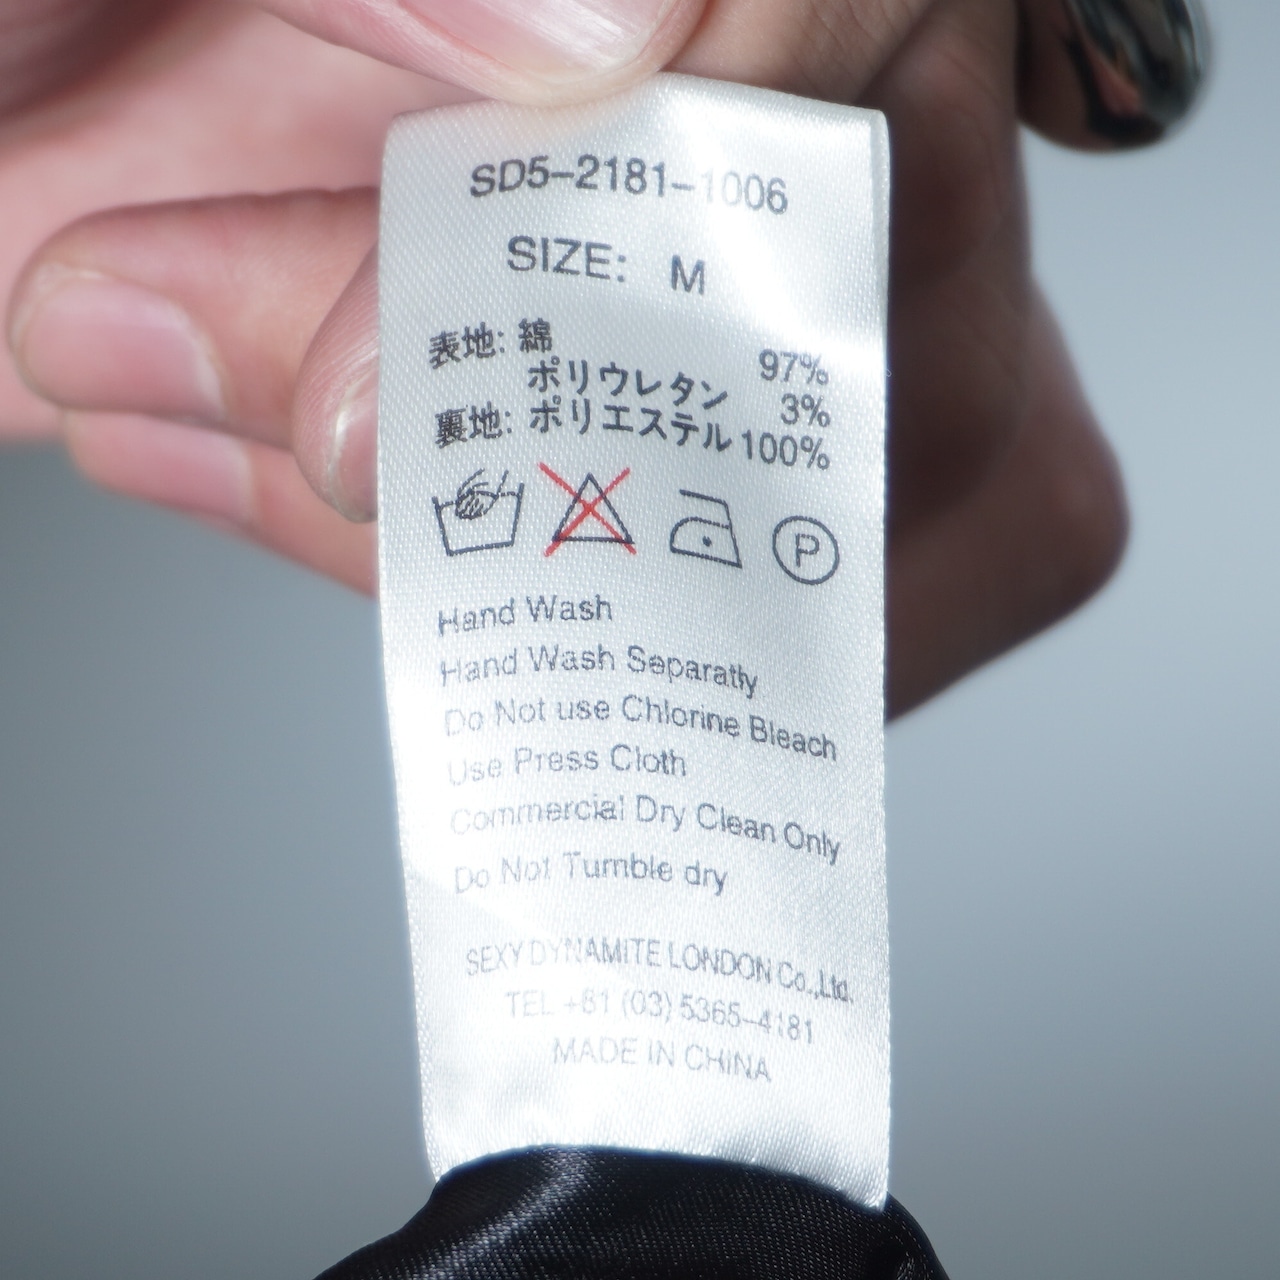 SD5-2181-1006
SIZE: M
表地: 綿 97%
ポリウレタン 3%
裏地: ポリエステル 100%
P
Hand Wash
Hand Wash Separatly
Do Not use Chlorine Bleach
Use Press Cloth
Commercial Dry Clean Only
Do Not Tumble dry
SEXY DYNAMITE LONDON Co.,Ltd.
TEL +81 (03) 5365-4181
MADE IN CHINA